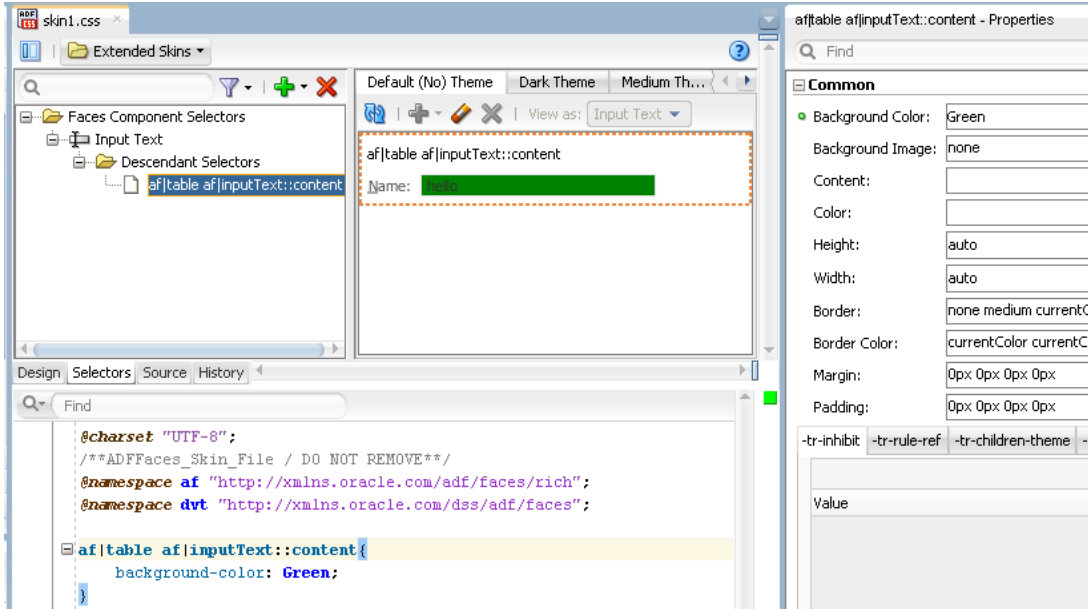 ADF CSS skin1.css ×
Extended Skins
?
Faces Component Selectors
Input Text
Descendant Selectors
af|table af|inputText::content
Default (No) Theme Dark Theme Medium Th...
View as: Input Text
af|table af|inputText::content
Name: hello
Design Selectors Source History
Find
@charset "UTF-8";
/**ADFFaces_Skin_File / DO NOT REMOVE**/
@namespace af "http://xmlns.oracle.com/adf/faces/rich";
@namespace dvt "http://xmlns.oracle.com/dss/adf/faces";
af|table af|inputText::content{
background-color: Green;
}
af|table af|inputText::content - Properties
Find
Common
Background Color: Green
Background Image: none
Content:
Color:
Height: auto
Width: auto
Border: none medium currentC
Border Color: currentColor currentC
Margin: 0px 0px 0px 0px
Padding: 0px 0px 0px 0px
-tr-inhibit -tr-rule-ref -tr-children-theme -
Value